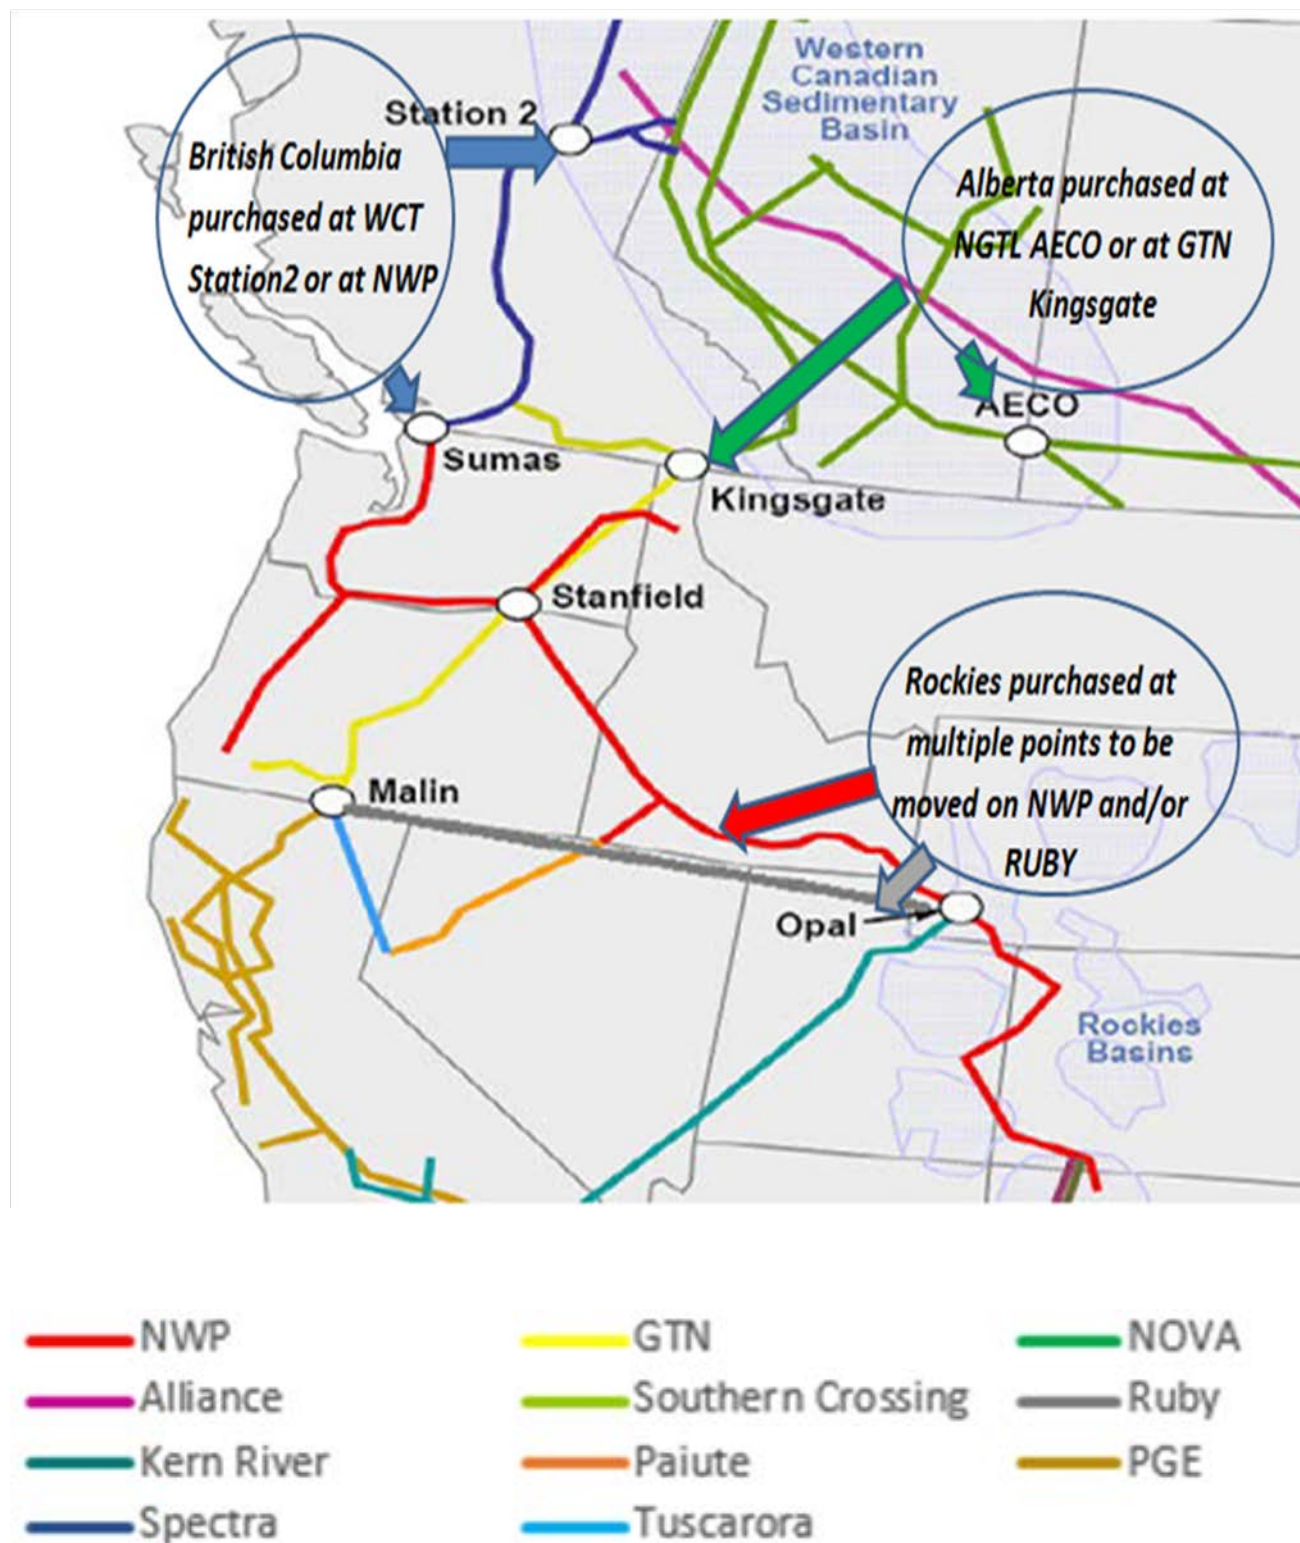 Western
Canadian
Sedimentary
Basin
Station 2
British Columbia
purchased at WCT
Station2 or at NWP
Alberta purchased at
NGTL AECO or at GTN
Kingsgate
AECO
Sumas
Kingsgate
Stanfield
Rockies purchased at
multiple points to be
moved on NWP and/or
RUBY
Malin
Opal
Rockies
Basins
NWP
GTN
NOVA
Alliance
Southern Crossing
Ruby
Kern River
Paiute
PGE
Spectra
Tuscarora